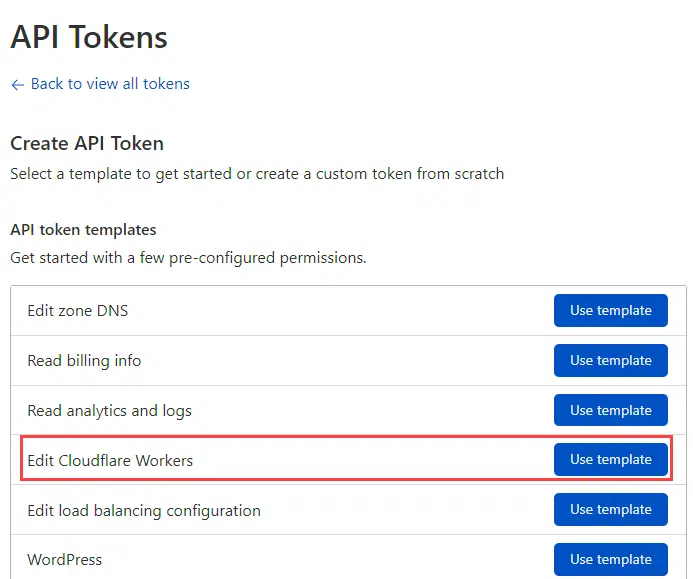 API Tokens
← Back to view all tokens
Create API Token
Select a template to get started or create a custom token from scratch
API token templates
Get started with a few pre-configured permissions.
Edit zone DNS Use template
Read billing info Use template
Read analytics and logs Use template
Edit Cloudflare Workers Use template
Edit load balancing configuration Use template
WordPress Use template